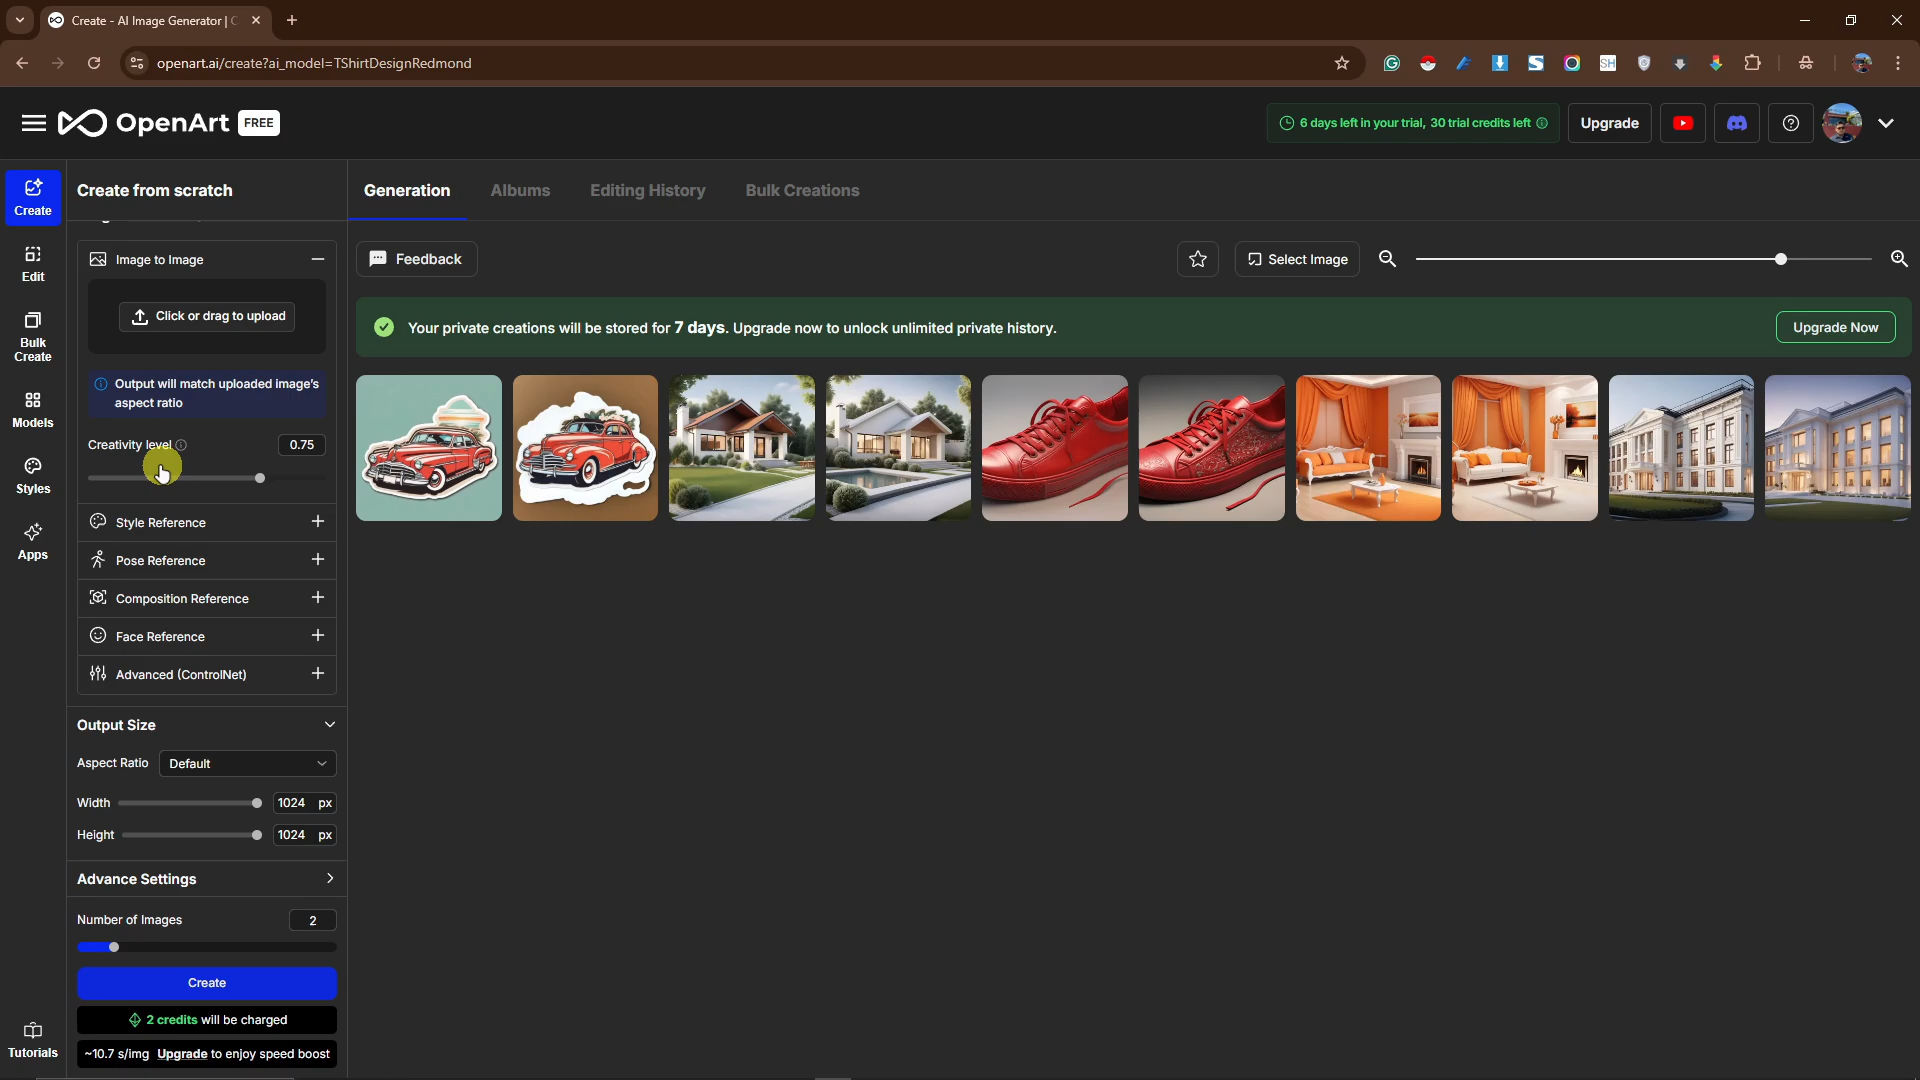 Create - AI Image Generator |
openart.ai/create?ai_model=TShirtDesignRedmond
OpenArt FREE
6 days left in your trial, 30 trial credits left
Upgrade
Create
Edit
Bulk
Create
Models
Styles
Apps
Tutorials
Create from scratch
Image to Image
Click or drag to upload
Output will match uploaded image's
aspect ratio
Creativity level 0.75
Style Reference
Pose Reference
Composition Reference
Face Reference
Advanced (ControlNet)
Output Size
Aspect Ratio Default
Width 1024 px
Height 1024 px
Advance Settings
Number of Images 2
Create
2 credits will be charged
~10.7 s/img Upgrade to enjoy speed boost
Generation Albums Editing History Bulk Creations
Feedback
Select Image
Your private creations will be stored for 7 days. Upgrade now to unlock unlimited private history.
Upgrade Now